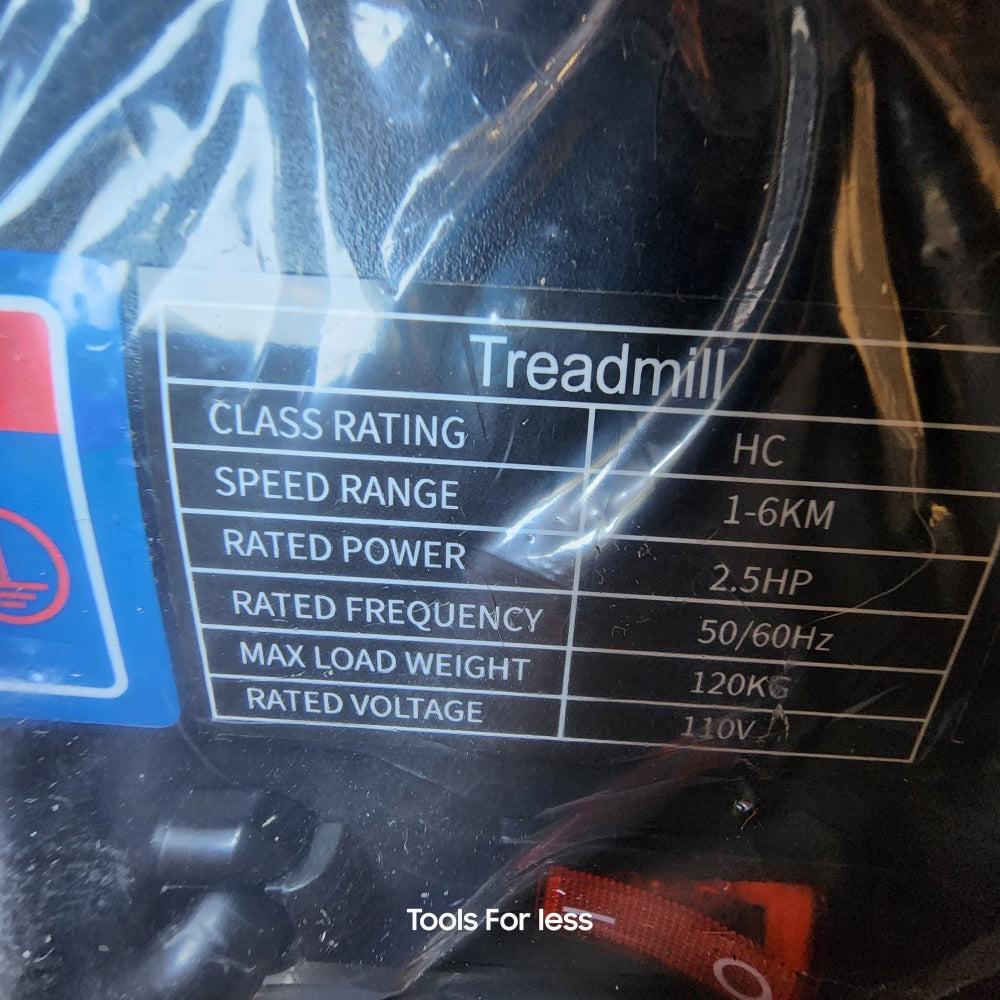 Treadmill
CLASS RATING HC
SPEED RANGE 1-6KM
RATED POWER 2.5HP
RATED FREQUENCY 50/60Hz
MAX LOAD WEIGHT 120KG
RATED VOLTAGE 110V
Tools For less